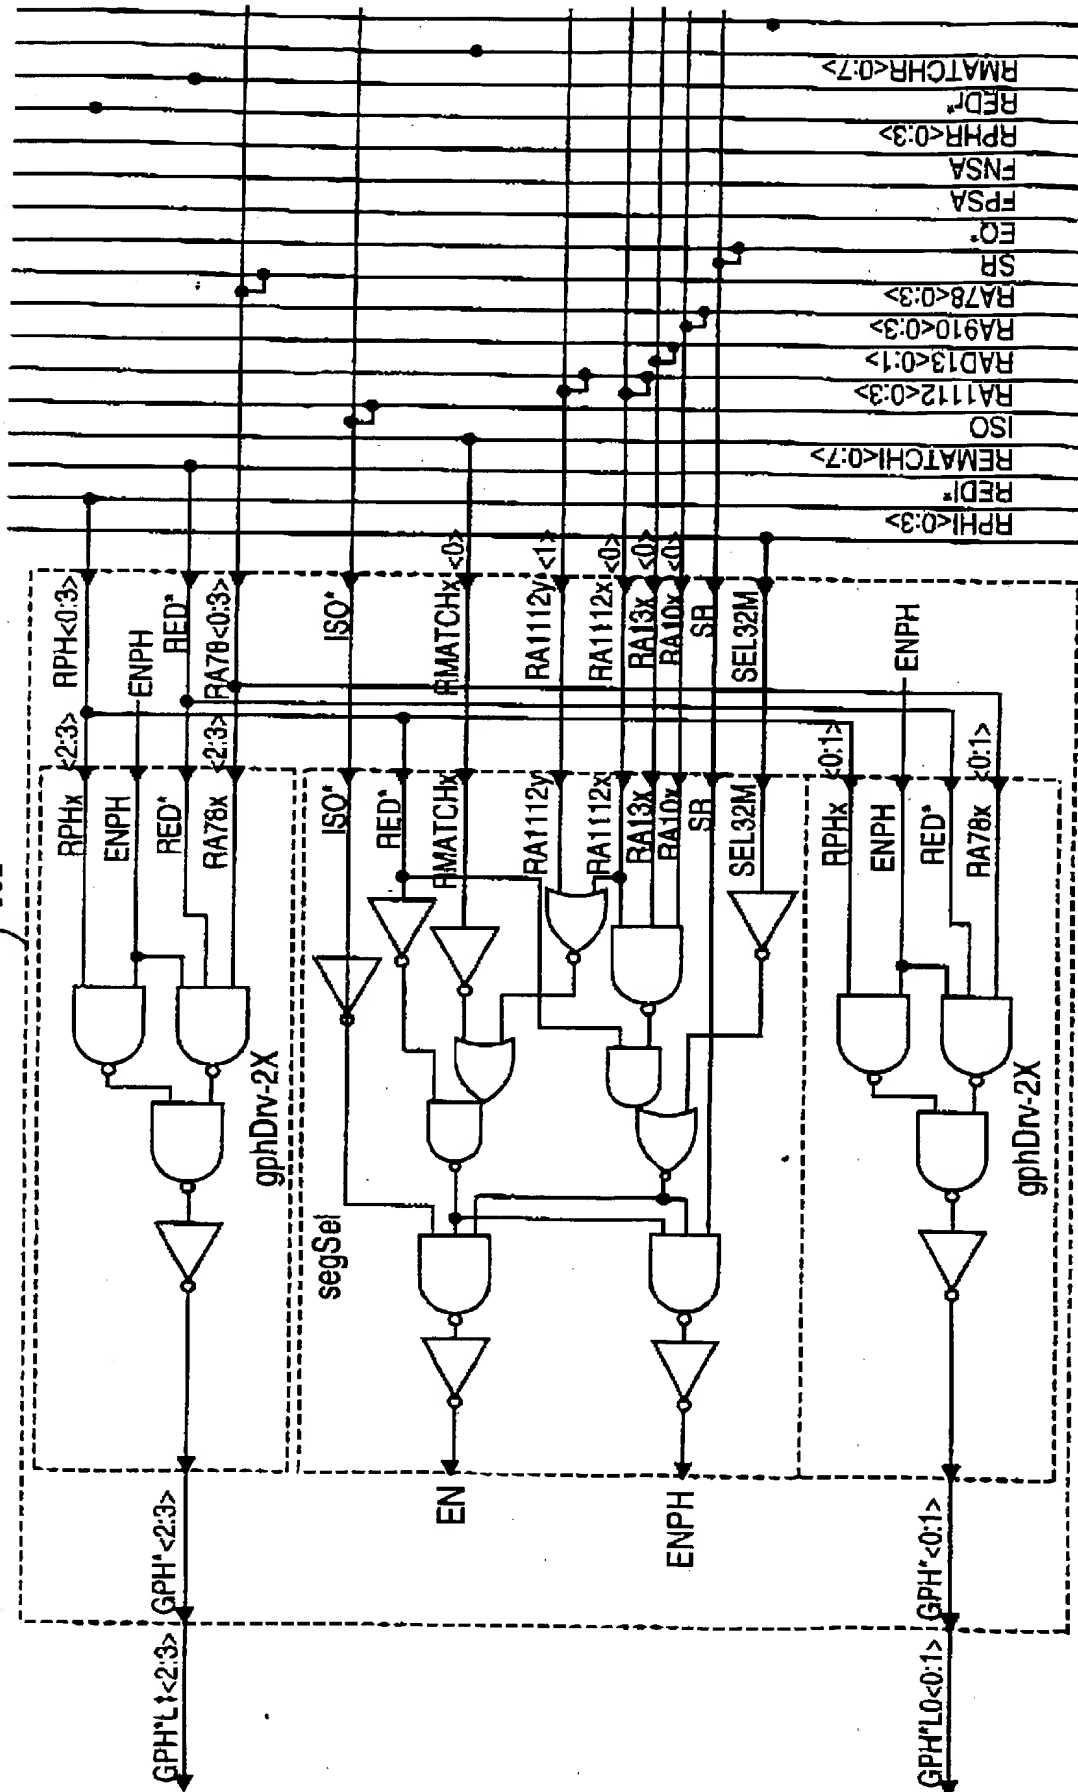 RMATCHR<0:7>
REDr*
RPHR<0:3>
FNSA
FPSA
EQ*
SR
RA78<0:3>
RA910<0:3>
RAD13<0:1>
RA1112<0:3>
ISO
REMATCHI<0:7>
REDI*
RPHI<0:3>
RPH<0:3>
ENPH
RED*
RA78<0:3>
ISO*
RMATCHx <0>
RA1112y <1>
RA1112x <0>
RA13x <0>
RA10x <0>
SR
SEL32M
ENPH
<2:3>
<2:3>
<0:1>
<0:1>
RPHx
ENPH
RED*
RA78x
ISO*
RED*
RMATCHx
RA1112y
RA1112x
RA13x
RA10x
SR
SEL32M
RPHx
ENPH
RED*
RA78x
gphDrv-2X
segSel
gphDrv-2X
EN
ENPH
GPH*<2:3>
GPH*<0:1>
GPH*L1<2:3>
GPH*L0<0:1>